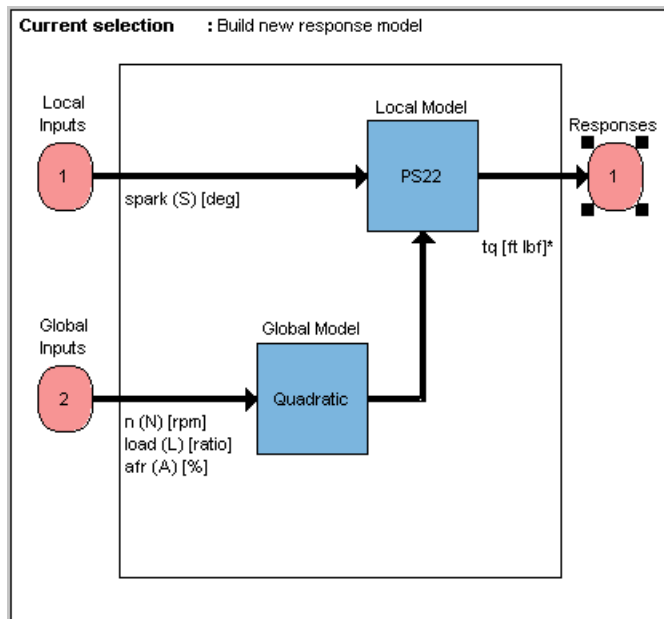 Current selection : Build new response model
Local
Inputs
Local Model
Responses
1
PS22
1
spark (S) [deg]
tq [ft lbf]*
Global
Inputs
Global Model
2
Quadratic
n (N) [rpm]
load (L) [ratio]
afr (A) [%]